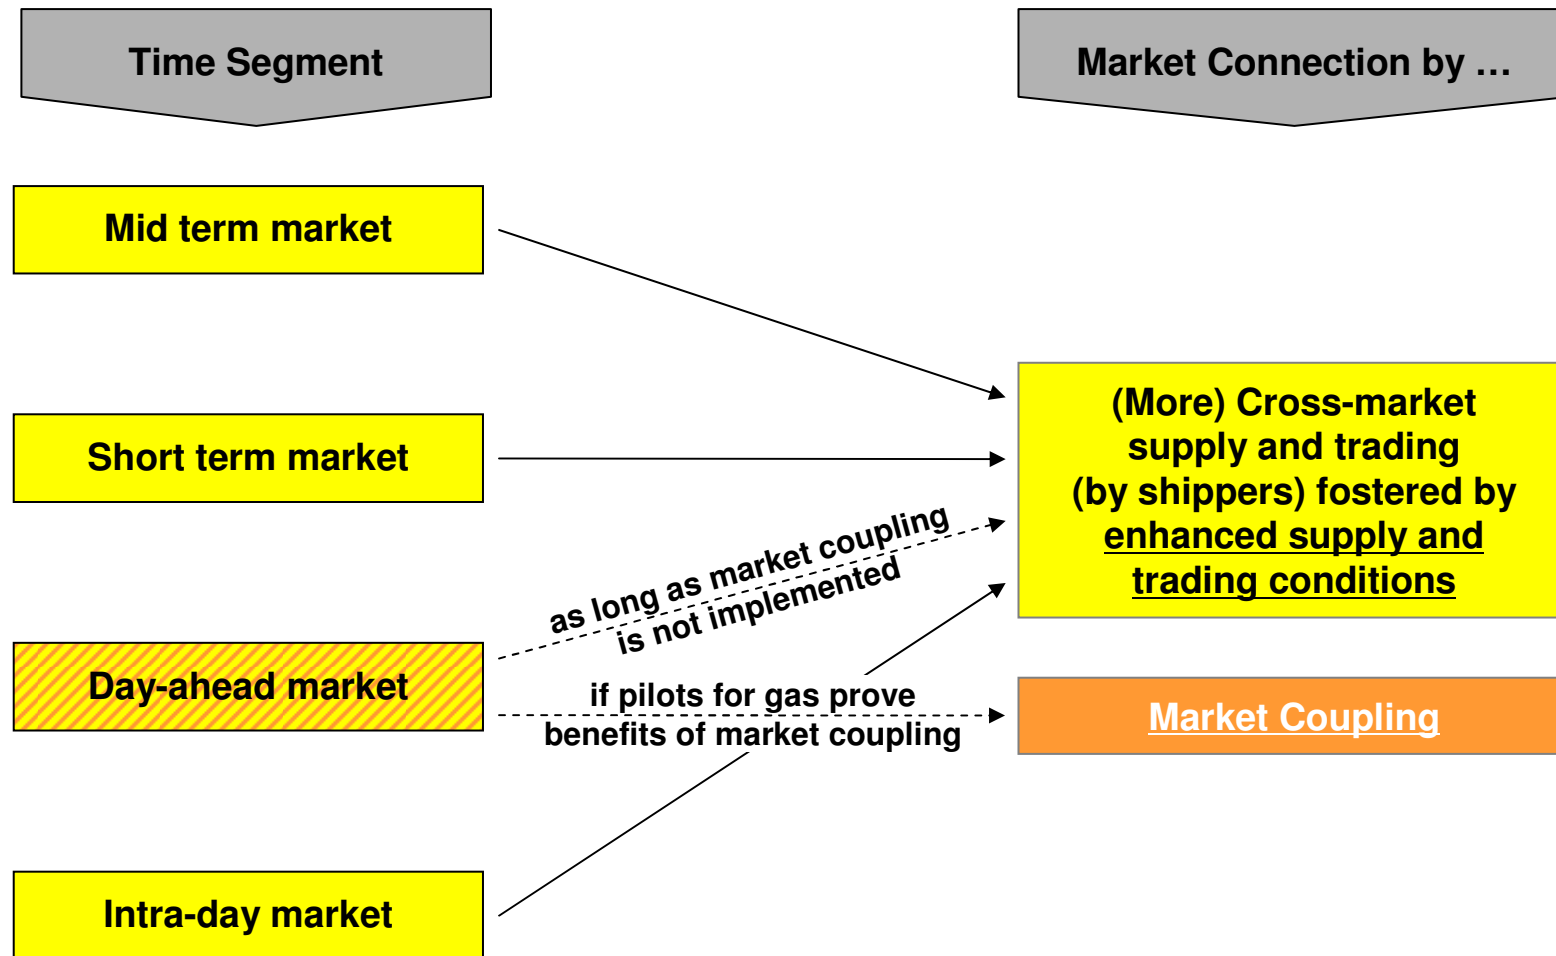 Time Segment
Market Connection by …
Mid term market
Short term market
Day-ahead market
Intra-day market
as long as market coupling
is not implemented
if pilots for gas prove
benefits of market coupling
(More) Cross-market
supply and trading
(by shippers) fostered by
enhanced supply and
trading conditions
Market Coupling